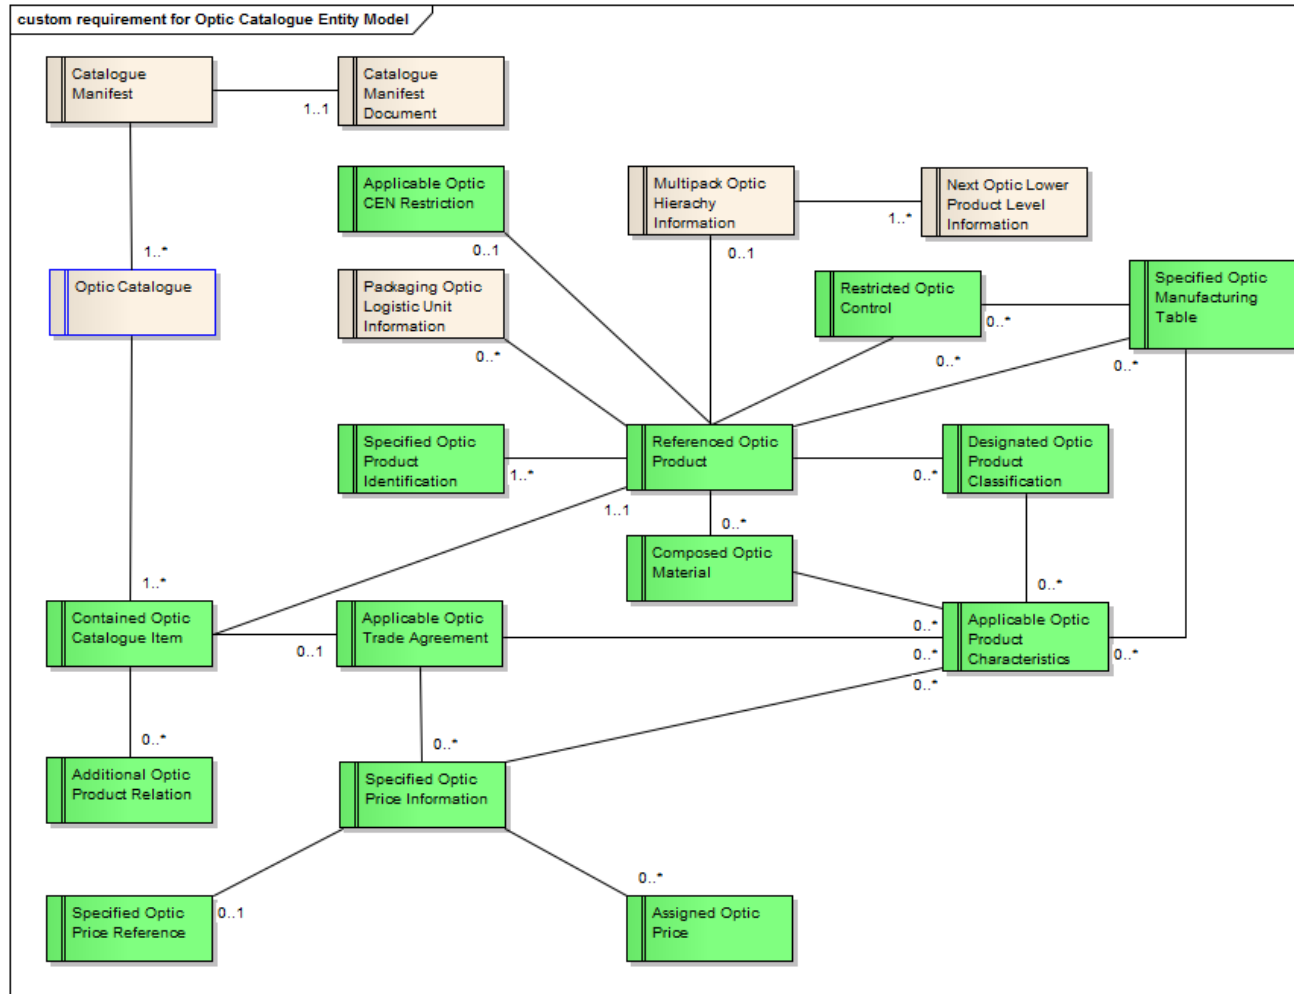 custom requirement for Optic Catalogue Entity Model
Catalogue
Manifest
1..1
Catalogue
Manifest
Document
Applicable Optic
CEN Restriction
0..1
Multipack Optic
Hierachy
Information
0..1
1..*
Next Optic Lower
Product Level
Information
1..*
Optic Catalogue
Packaging Optic
Logistic Unit
Information
0..*
Restricted Optic
Control
0..*
0..*
Specified Optic
Manufacturing
Table
0..*
Specified Optic
Product
Identification
1..*
Referenced Optic
Product
1..1
0..*
0..*
Designated Optic
Product
Classification
Composed Optic
Material
0..*
1..*
Contained Optic
Catalogue Item
0..1
Applicable Optic
Trade Agreement
0..*
0..*
0..*
Applicable Optic
Product
Characteristics
0..*
0..*
Additional Optic
Product Relation
0..*
Specified Optic
Price Information
0..*
Specified Optic
Price Reference
0..1
Assigned Optic
Price